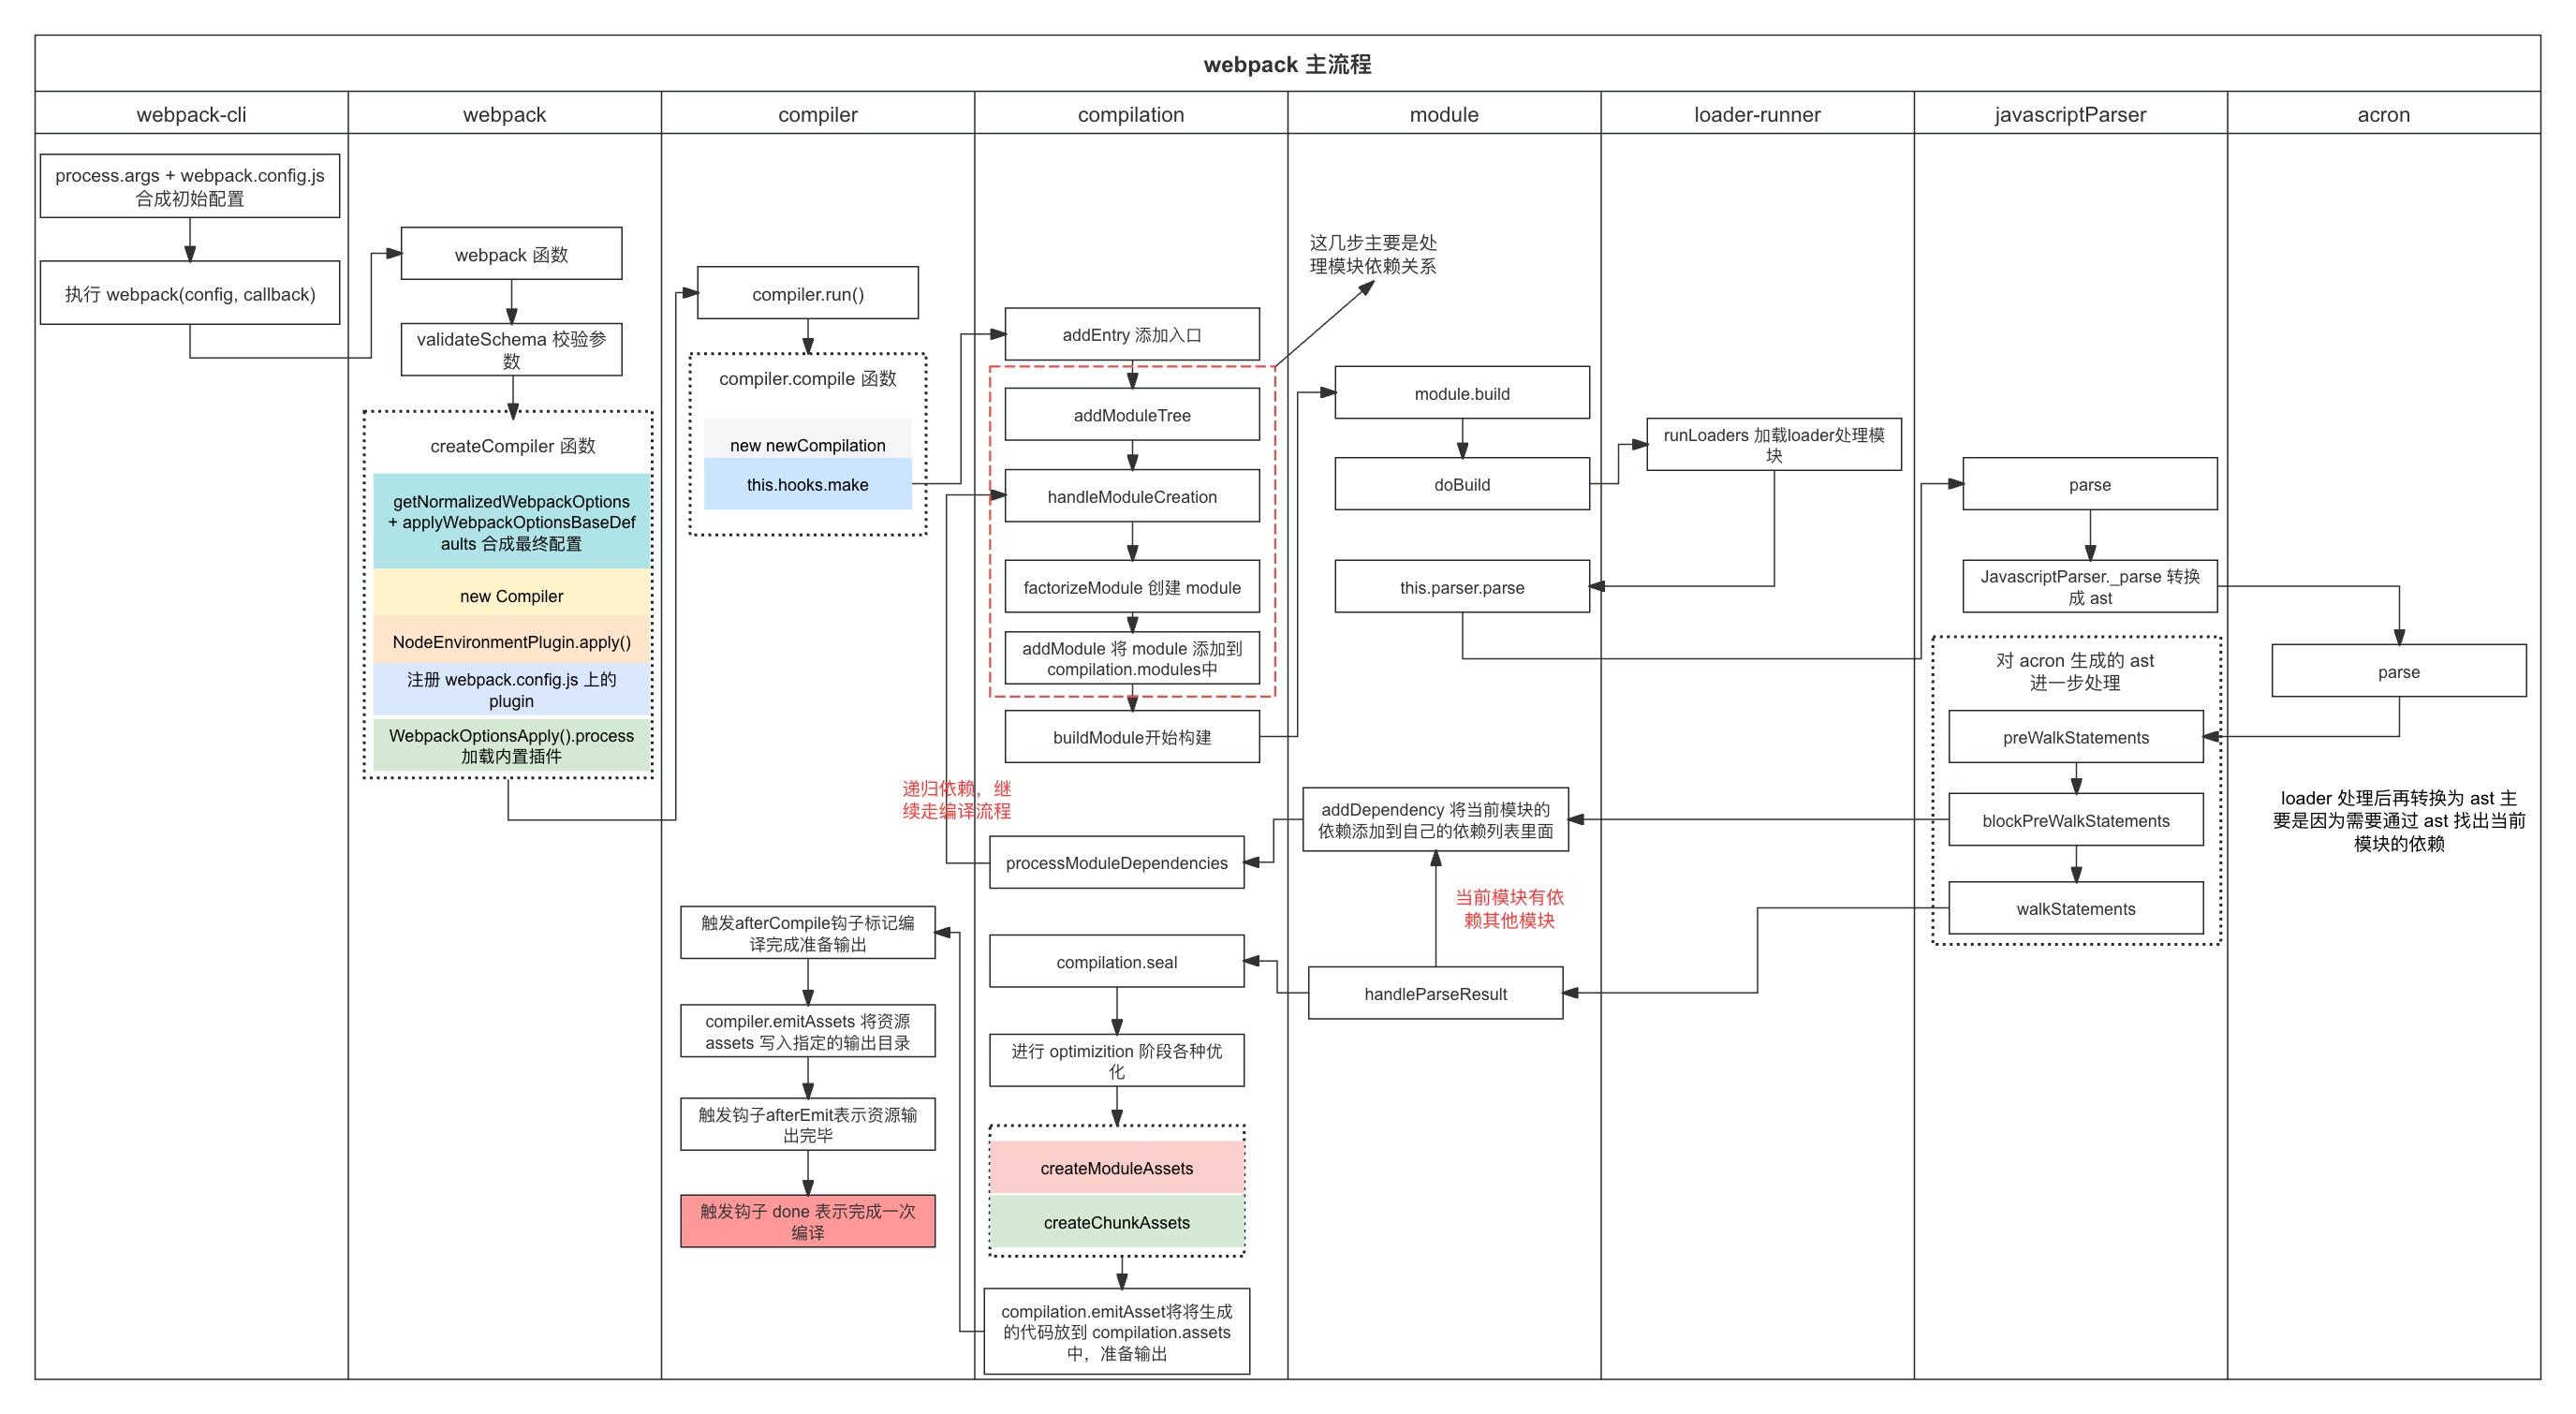 webpack 主流程
webpack-cli
webpack
compiler
compilation
module
loader-runner
javascriptParser
acron
process.args + webpack.config.js
合成初始配置
执行 webpack(config, callback)
webpack 函数
validateSchema 校验参
数
createCompiler 函数
getNormalizedWebpackOptions
+ applyWebpackOptionsBaseDef
aults 合成最终配置
new Compiler
NodeEnvironmentPlugin.apply()
注册 webpack.config.js 上的
plugin
WebpackOptionsApply().process
加载内置插件
compiler.run()
compiler.compile 函数
new newCompilation
this.hooks.make
addEntry 添加入口
addModuleTree
handleModuleCreation
factorizeModule 创建 module
addModule 将 module 添加到
compilation.modules中
buildModule开始构建
这几步主要是处
理模块依赖关系
module.build
doBuild
runLoaders 加载loader处理模
块
this.parser.parse
parse
JavascriptParser._parse 转换
成 ast
parse
对 acron 生成的 ast
进一步处理
preWalkStatements
blockPreWalkStatements
walkStatements
loader 处理后再转换为 ast 主
要是因为需要通过 ast 找出当前
模块的依赖
addDependency 将当前模块的
依赖添加到自己的依赖列表里面
当前模块有依
赖其他模块
handleParseResult
递归依赖，继
续走编译流程
processModuleDependencies
compilation.seal
进行 optimizition 阶段各种优
化
createModuleAssets
createChunkAssets
compilation.emitAsset将将生成
的代码放到 compilation.assets
中，准备输出
触发afterCompile钩子标记编
译完成准备输出
compiler.emitAssets 将资源
assets 写入指定的输出目录
触发钩子afterEmit表示资源输
出完毕
触发钩子 done 表示完成一次
编译